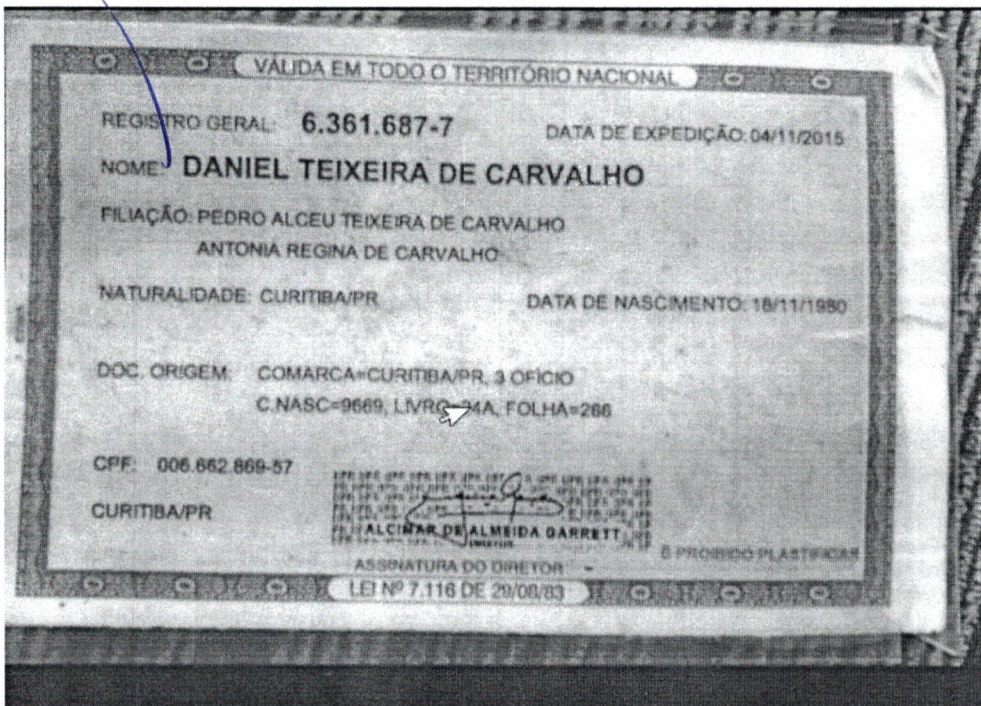 VÁLIDA EM TODO O TERRITÓRIO NACIONAL
REGISTRO GERAL: 6.361.687-7 DATA DE EXPEDIÇÃO: 04/11/2015
NOME: DANIEL TEIXEIRA DE CARVALHO
FILIAÇÃO: PEDRO ALCEU TEIXEIRA DE CARVALHO
ANTONIA REGINA DE CARVALHO
NATURALIDADE: CURITIBA/PR DATA DE NASCIMENTO: 18/11/1980
DOC. ORIGEM: COMARCA=CURITIBA/PR, 3 OFÍCIO
C.NASC=9669, LIVRO= FOLHA=266
CPF: 006.662.869-57
CURITIBA/PR
ALCIMAR DE ALMEIDA GARRETT
DIRETOR
ASSINATURA DO DIRETOR
É PROIBIDO PLASTIFICAR
LEI Nº 7.116 DE 29/08/83